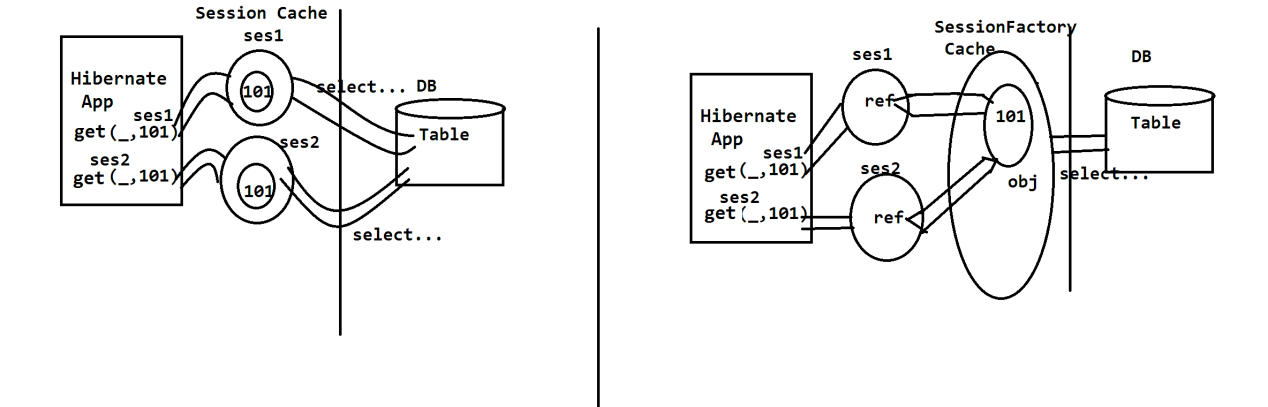 Session Cache
ses1
Hibernate
App
101
select... DB
ses1
get(_,101)
Table
ses2
ses2
get(_,101)
101
select...
SessionFactory
Cache
ses1
DB
Hibernate
App
ref
101
Table
ses1
get(_,101)
ses2
obj
select...
ses2
get(_,101)
ref